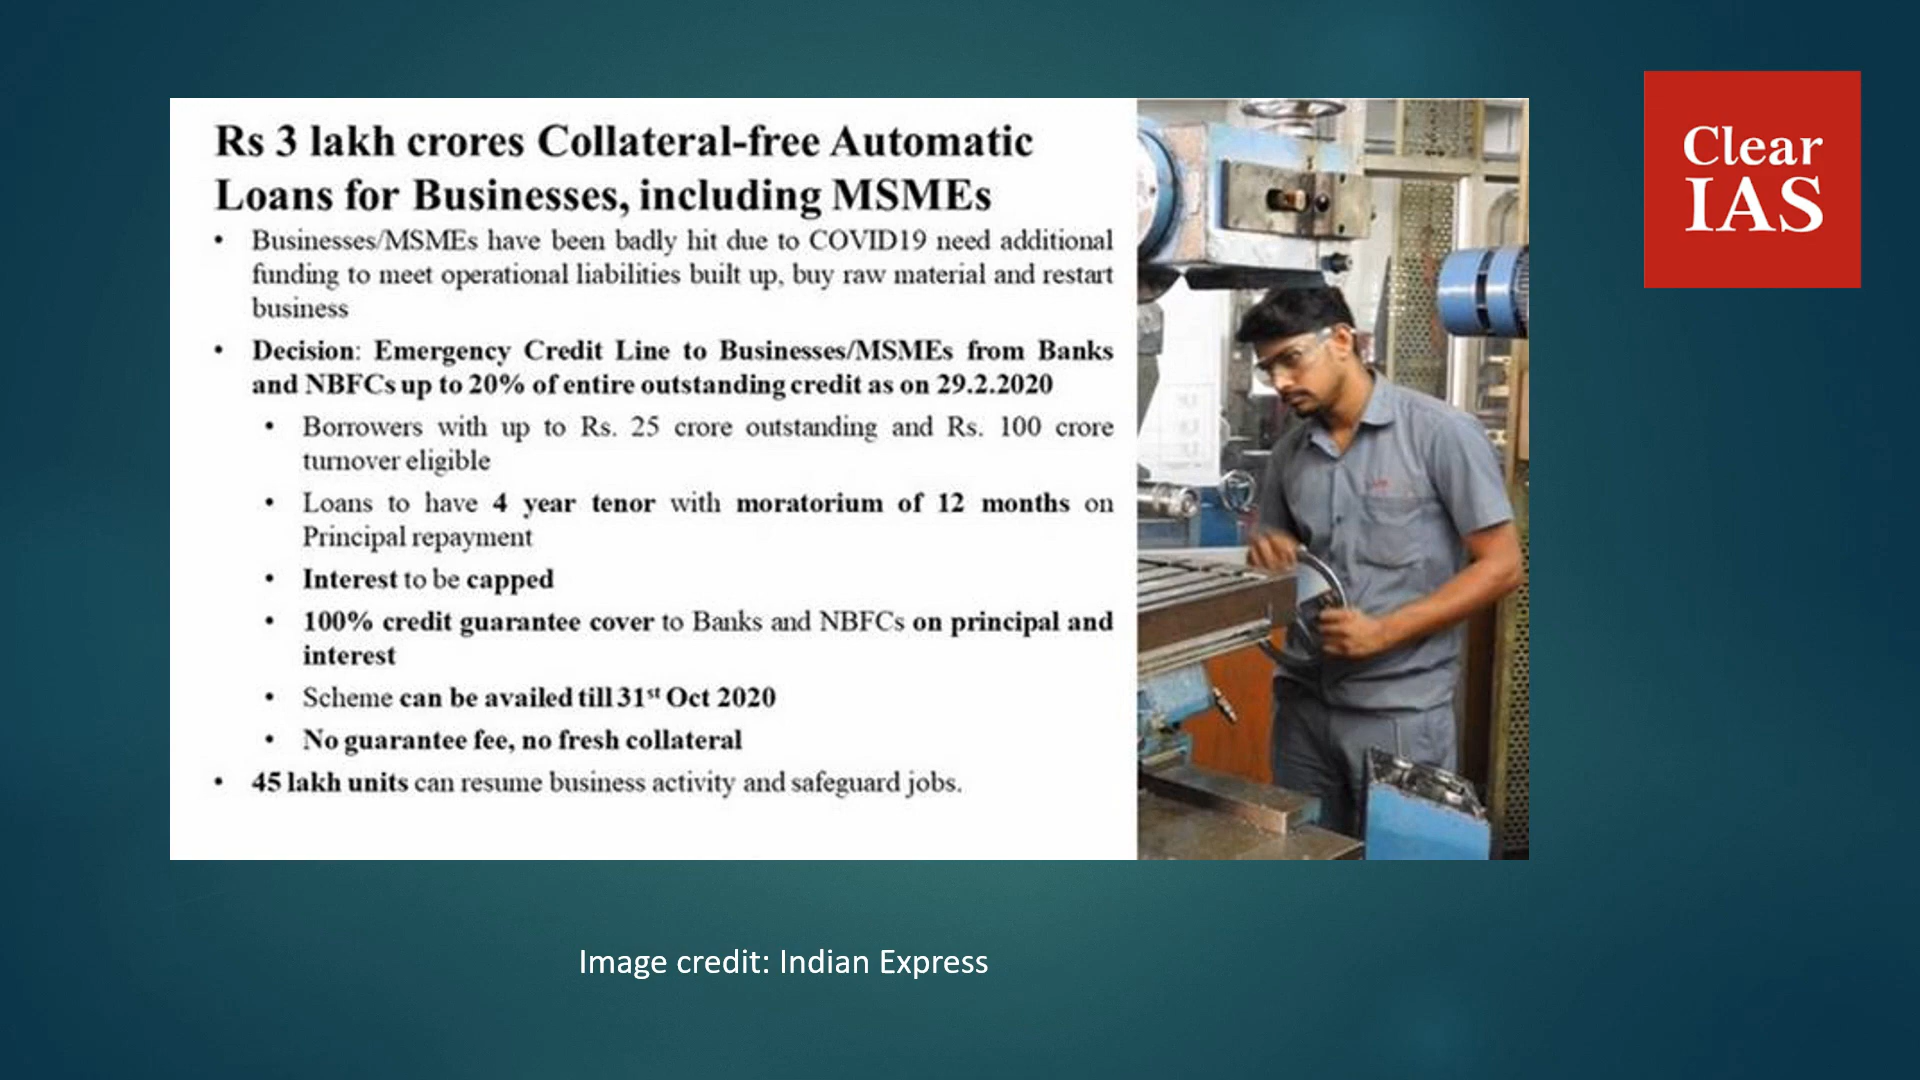 Rs 3 lakh crores Collateral-free Automatic
Loans for Businesses, including MSMEs
• Businesses/MSMEs have been badly hit due to COVID19 need additional
funding to meet operational liabilities built up, buy raw material and restart
business
• Decision: Emergency Credit Line to Businesses/MSMEs from Banks
and NBFCs up to 20% of entire outstanding credit as on 29.2.2020
• Borrowers with up to Rs. 25 crore outstanding and Rs. 100 crore
turnover eligible
• Loans to have 4 year tenor with moratorium of 12 months on
Principal repayment
• Interest to be capped
• 100% credit guarantee cover to Banks and NBFCs on principal and
interest
• Scheme can be availed till 31st Oct 2020
• No guarantee fee, no fresh collateral
• 45 lakh units can resume business activity and safeguard jobs.
Clear
IAS
Image credit: Indian Express